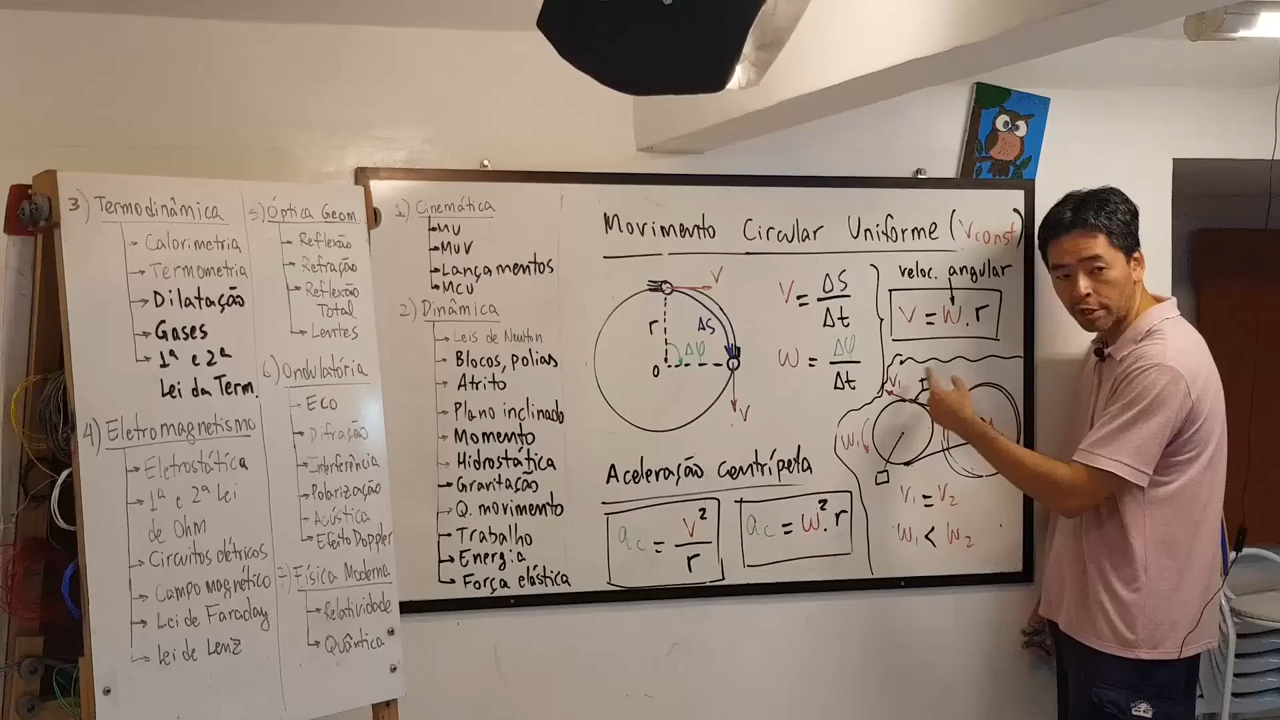 3) Termodinâmica
Calorimetria
Termometria
Dilatação
Gases
1ª e 2ª
Lei da Term.
4) Eletromagnetismo
Eletrostática
1ª e 2ª Lei
de Ohm
Circuitos elétricos
Campo magnético
Lei de Faraday
Lei de Lenz
5) Óptica Geom.
Reflexão
Refração
Reflexão
Total
Lentes
6) Ondulatória
Eco
Difração
Interferência
Polarização
Acústica
Efeito Doppler
7) Física Moderna
Relatividade
Quântica
1) Cinemática
MU
MUV
Lançamentos
MCU
2) Dinâmica
Leis de Newton
Blocos, polias
Atrito
Plano inclinado
Momento
Hidrostática
Gravitação
Q. movimento
Trabalho
Energia
Força elástica
Movimento Circular Uniforme (Vconst)
V
r
ΔS
Δφ
O
V
V = ΔS/Δt
W = Δφ/Δt
veloc. angular
V = W.r
Aceleração centrípeta
ac = V²/r
ac = W².r
V1
W1
V1 = V2
W1 < W2